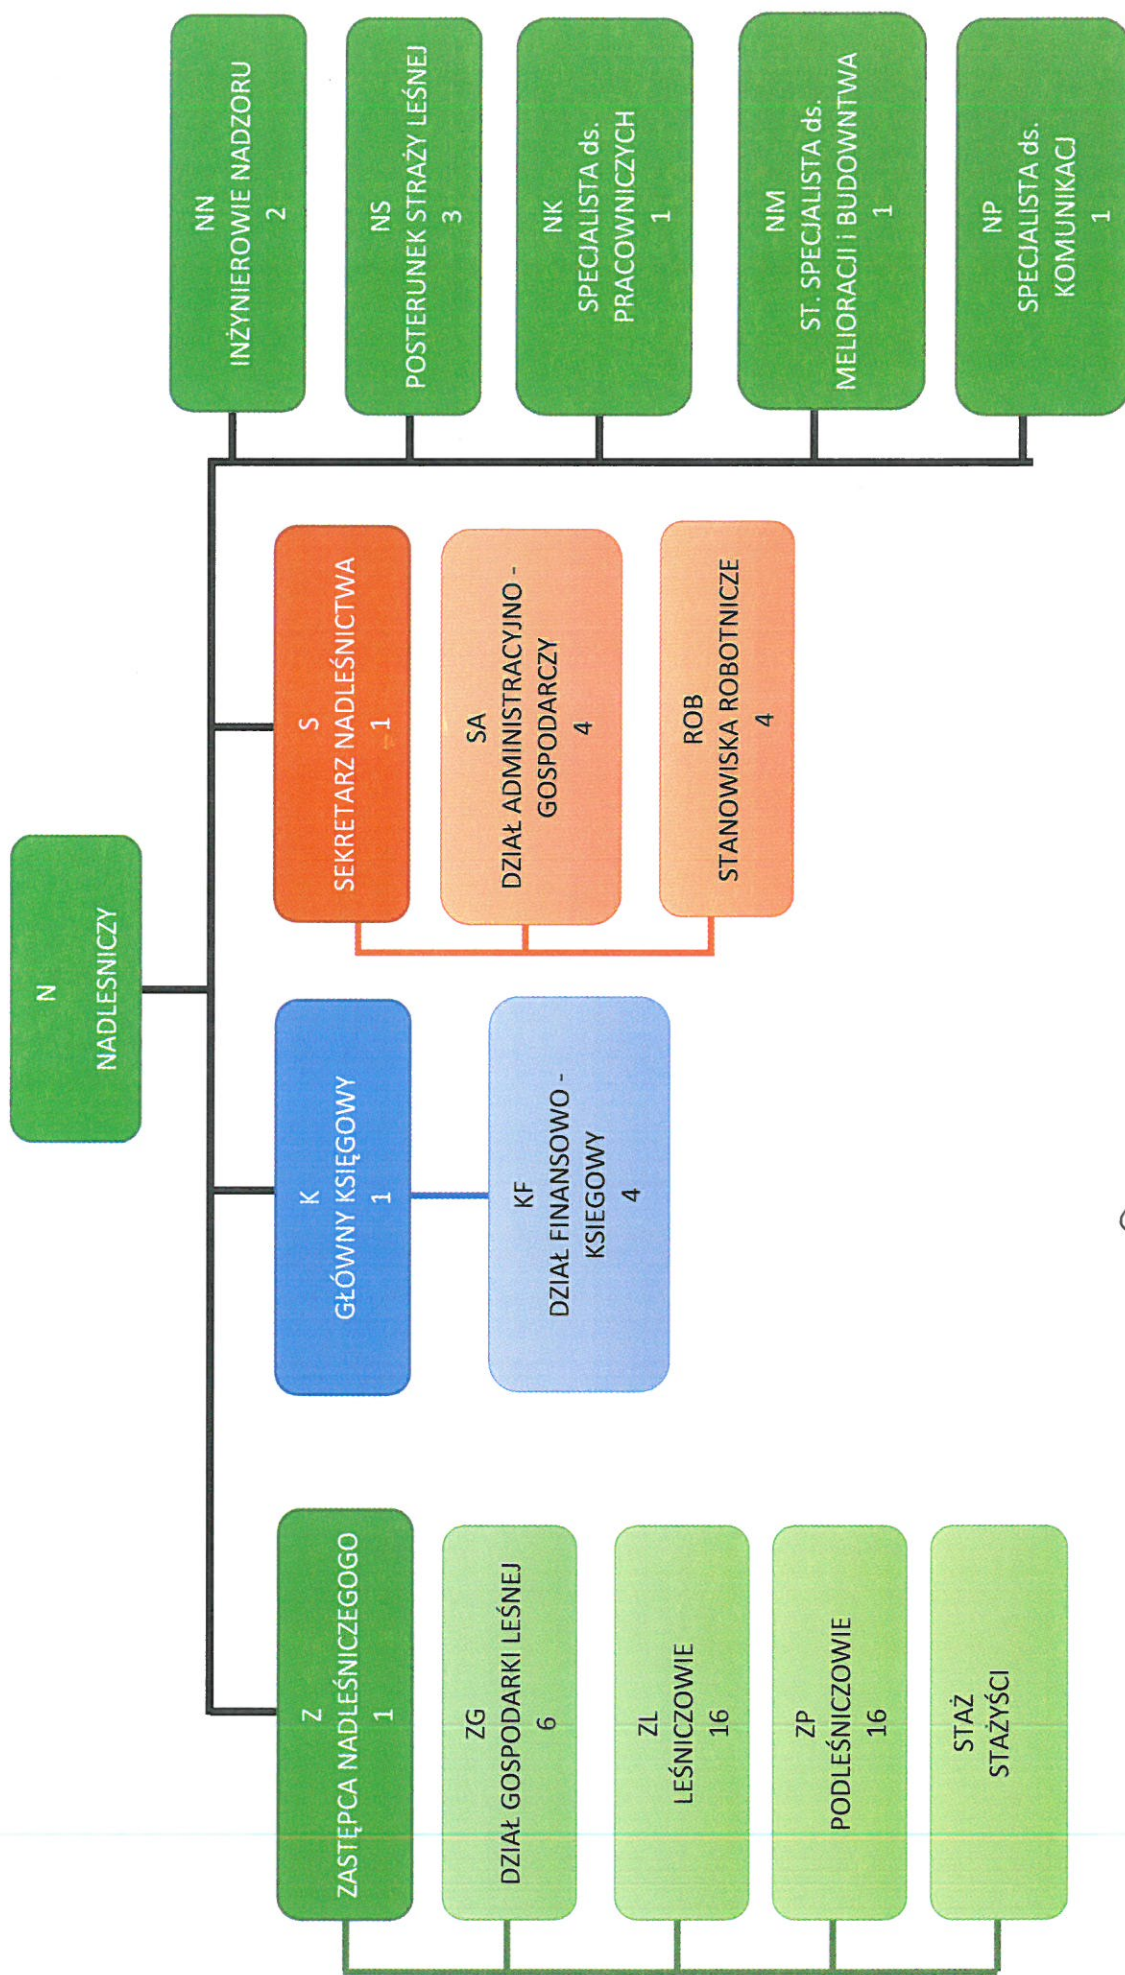 N
NADLESNICZY
Z
ZASTĘPCA NADLEŚNICZEGOGO
1
ZG
DZIAŁ GOSPODARKI LEŚNEJ
6
ZL
LEŚNICZOWIE
16
ZP
PODLEŚNICZOWIE
16
STAŻ
STAŻYŚCI
K
GŁÓWNY KSIĘGOWY
1
KF
DZIAŁ FINANSOWO -
KSIEGOWY
4
S
SEKRETARZ NADLEŚNICTWA
1
SA
DZIAŁ ADMINISTRACYJNO -
GOSPODARCZY
4
ROB
STANOWISKA ROBOTNICZE
4
NN
INŻYNIEROWIE NADZORU
2
NS
POSTERUNEK STRAŻY LEŚNEJ
3
NK
SPECJALISTA ds.
PRACOWNICZYCH
1
NM
ST. SPECJALISTA ds.
MELIORACJI i BUDOWNTWA
1
NP
SPECJALISTA ds.
KOMUNIKACJ
1